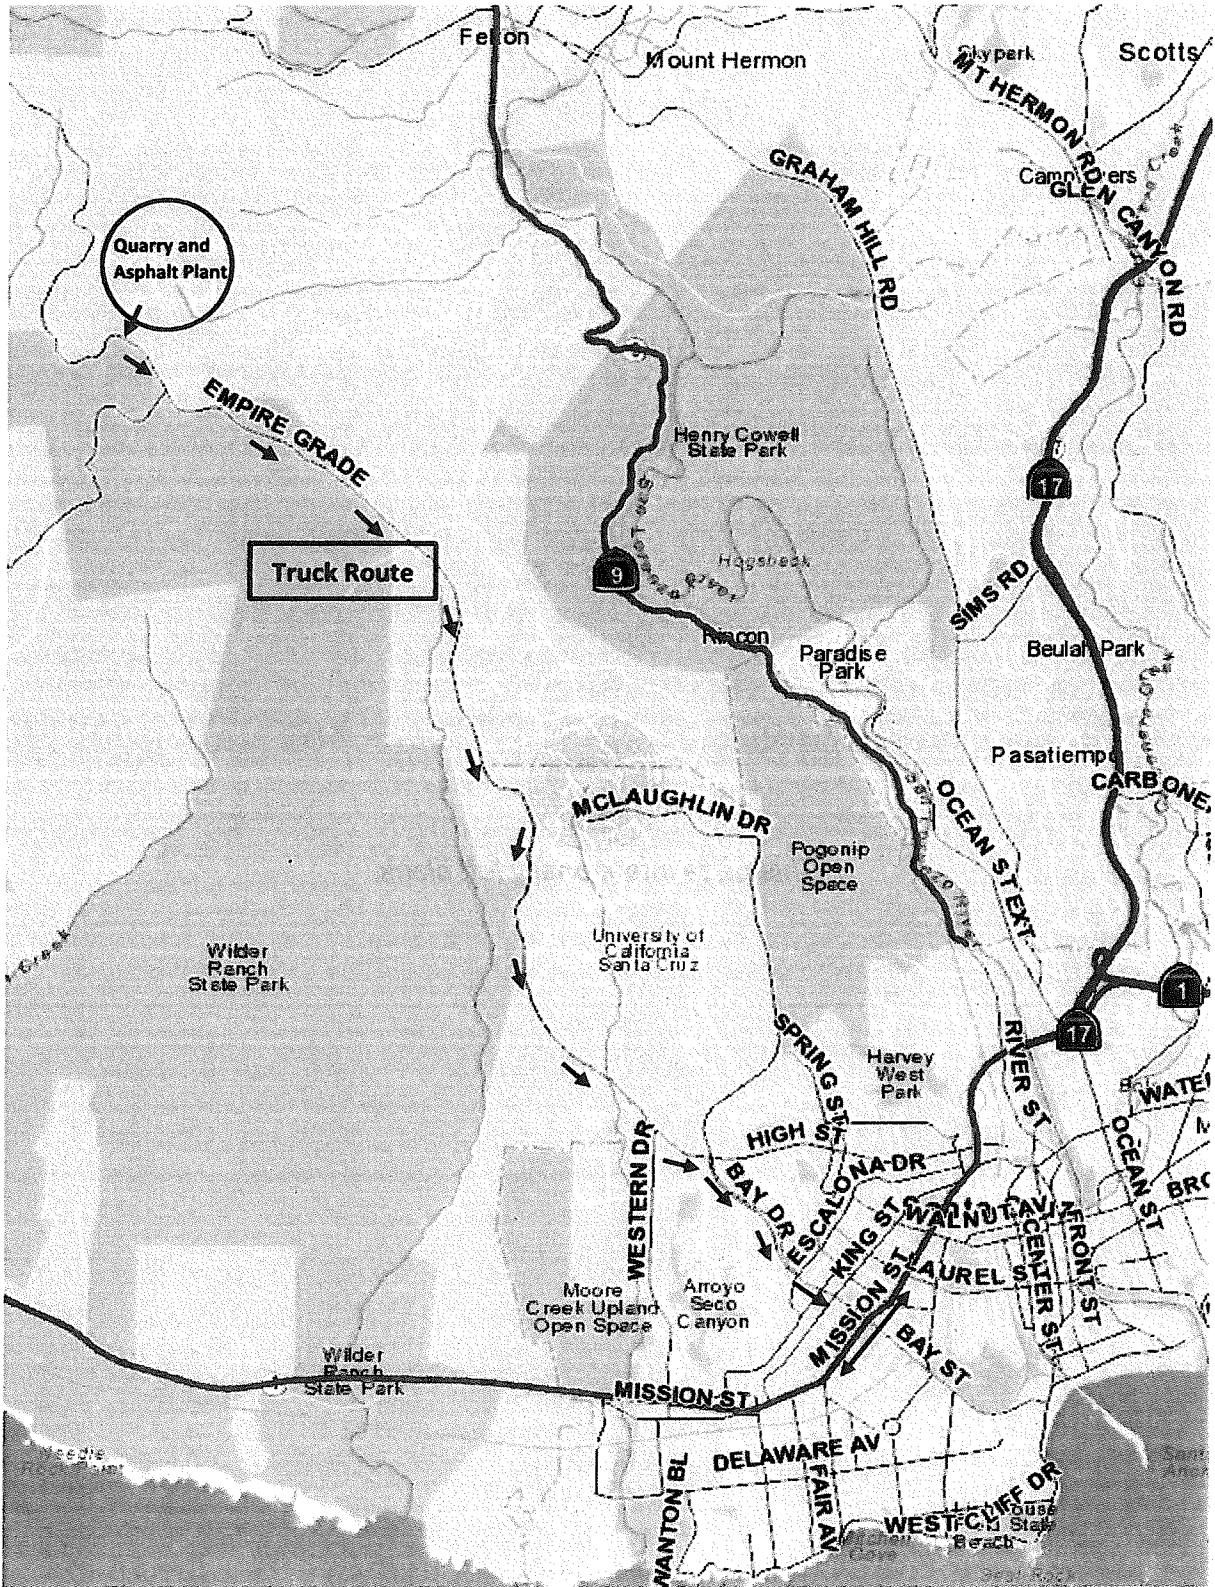 Felton
Mount Hermon
Skypark
Scotts
MT HERMON RD
GRAHAM HILL RD
GLEN CANYON RD
Quarry and
Asphalt Plant
EMPIRE GRADE
Henry Cowell
State Park
17
Truck Route
9
Hogsback
SIMS RD
Rincon
Paradise
Park
Beulah Park
Pasatiempo
MCLAUGHLIN DR
OCEAN ST EXT
Pogonip
Open
Space
University of
California
Santa Cruz
Creek
Wilder
Ranch
State Park
1
17
SPRING ST
RIVER ST
Harvey
West
Park
HIGH ST
WESTERN DR
BAY DR
ESCALONA DR
KING ST
WALNUT AV
CENTER ST
FRONT ST
OCEAN ST
LAUREL ST
MISSION ST
Moore
Creek Upland
Open Space
Arroyo
Seco
Canyon
BAY ST
Wilder
Ranch
State Park
MISSION ST
DELAWARE AV
FAIR AV
WEST CLIFF DR
Beach